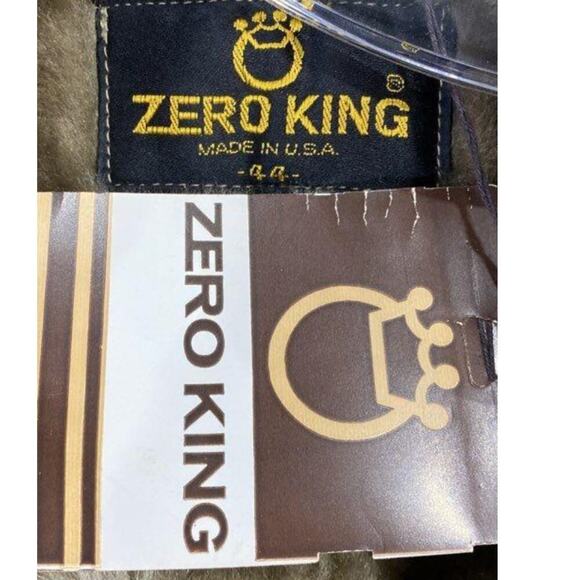 ZERO KING ®
MADE IN U.S.A.
-44-
ZERO KING